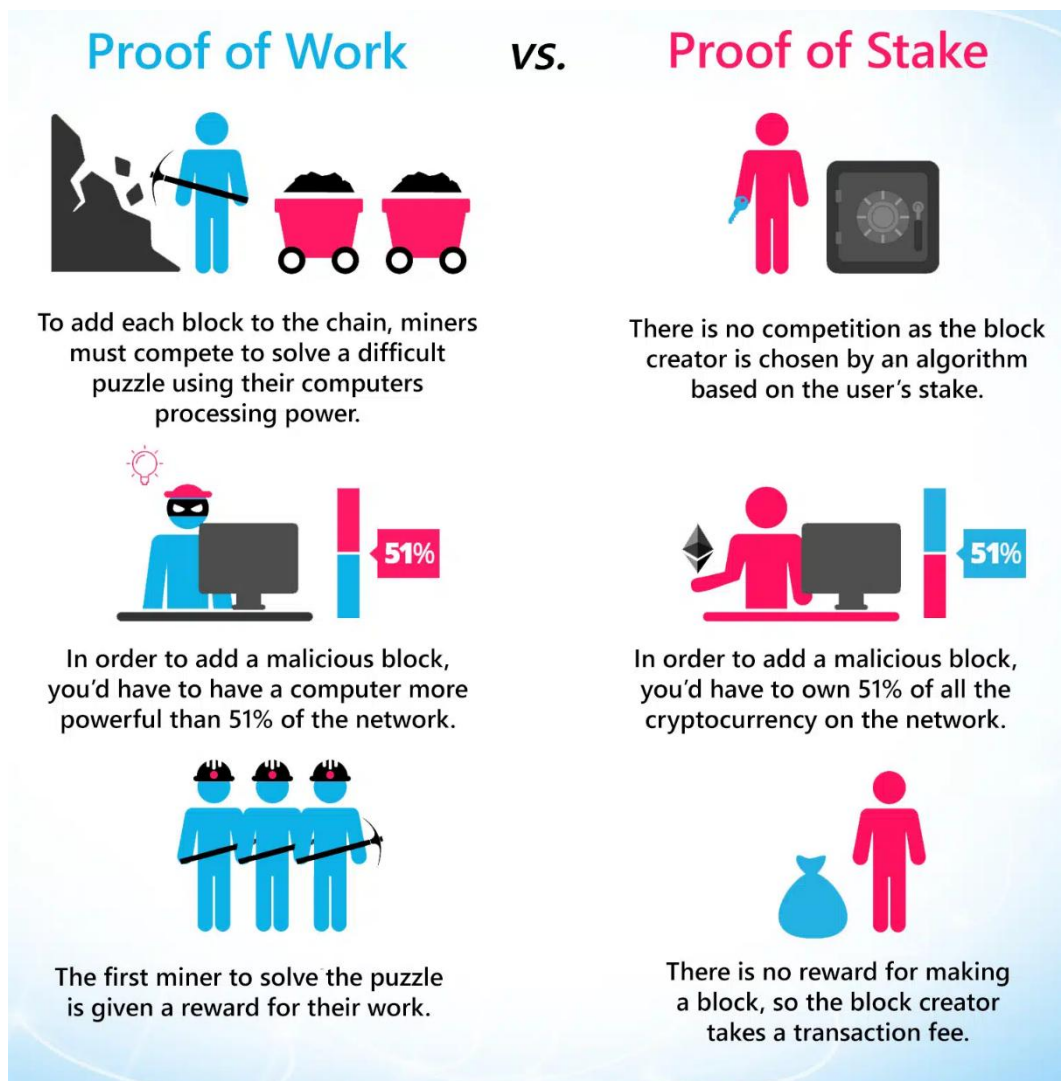 Proof of Work
vs.
Proof of Stake
To add each block to the chain, miners
must compete to solve a difficult
puzzle using their computers
processing power.
There is no competition as the block
creator is chosen by an algorithm
based on the user's stake.
51%
51%
In order to add a malicious block,
you'd have to have a computer more
powerful than 51% of the network.
In order to add a malicious block,
you'd have to own 51% of all the
cryptocurrency on the network.
The first miner to solve the puzzle
is given a reward for their work.
There is no reward for making
a block, so the block creator
takes a transaction fee.